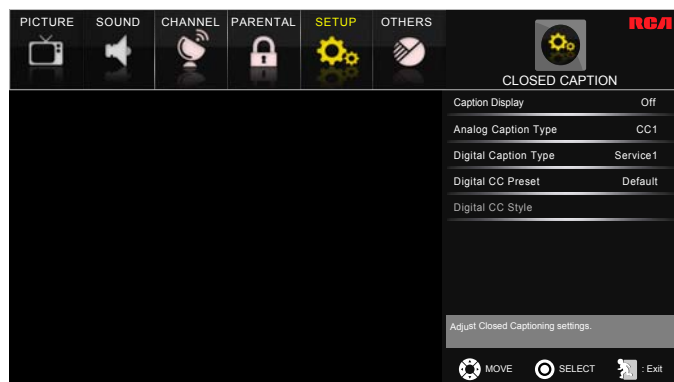 PICTURE SOUND CHANNEL PARENTAL SETUP OTHERS
RCA
CLOSED CAPTION
Caption Display Off
Analog Caption Type CC1
Digital Caption Type Service1
Digital CC Preset Default
Digital CC Style
Adjust Closed Captioning settings.
MOVE SELECT : Exit